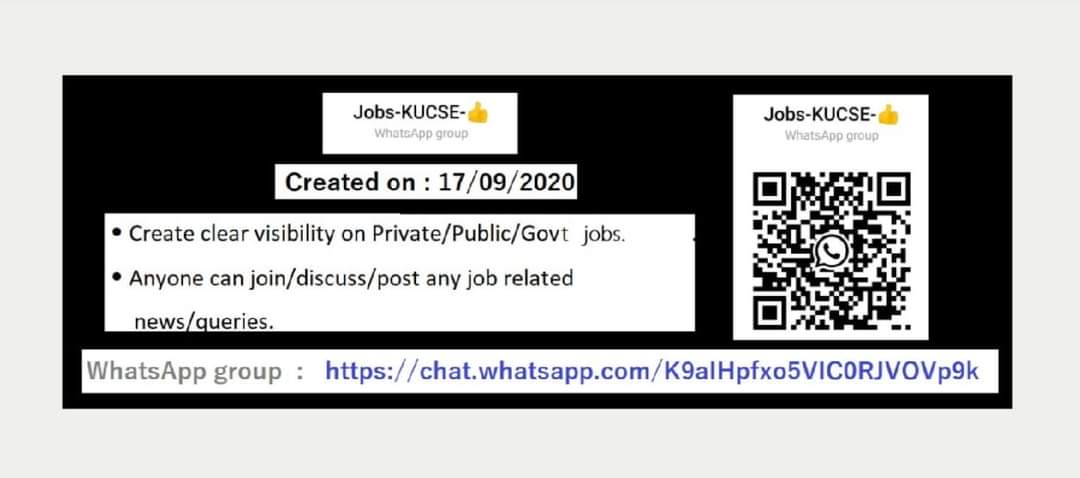 Jobs-KUCSE-👍
WhatsApp group
Created on : 17/09/2020
• Create clear visibility on Private/Public/Govt jobs.
• Anyone can join/discuss/post any job related
news/queries.
Jobs-KUCSE-👍
WhatsApp group
WhatsApp group : https://chat.whatsapp.com/K9alHpfxo5VIC0RJVOVp9k